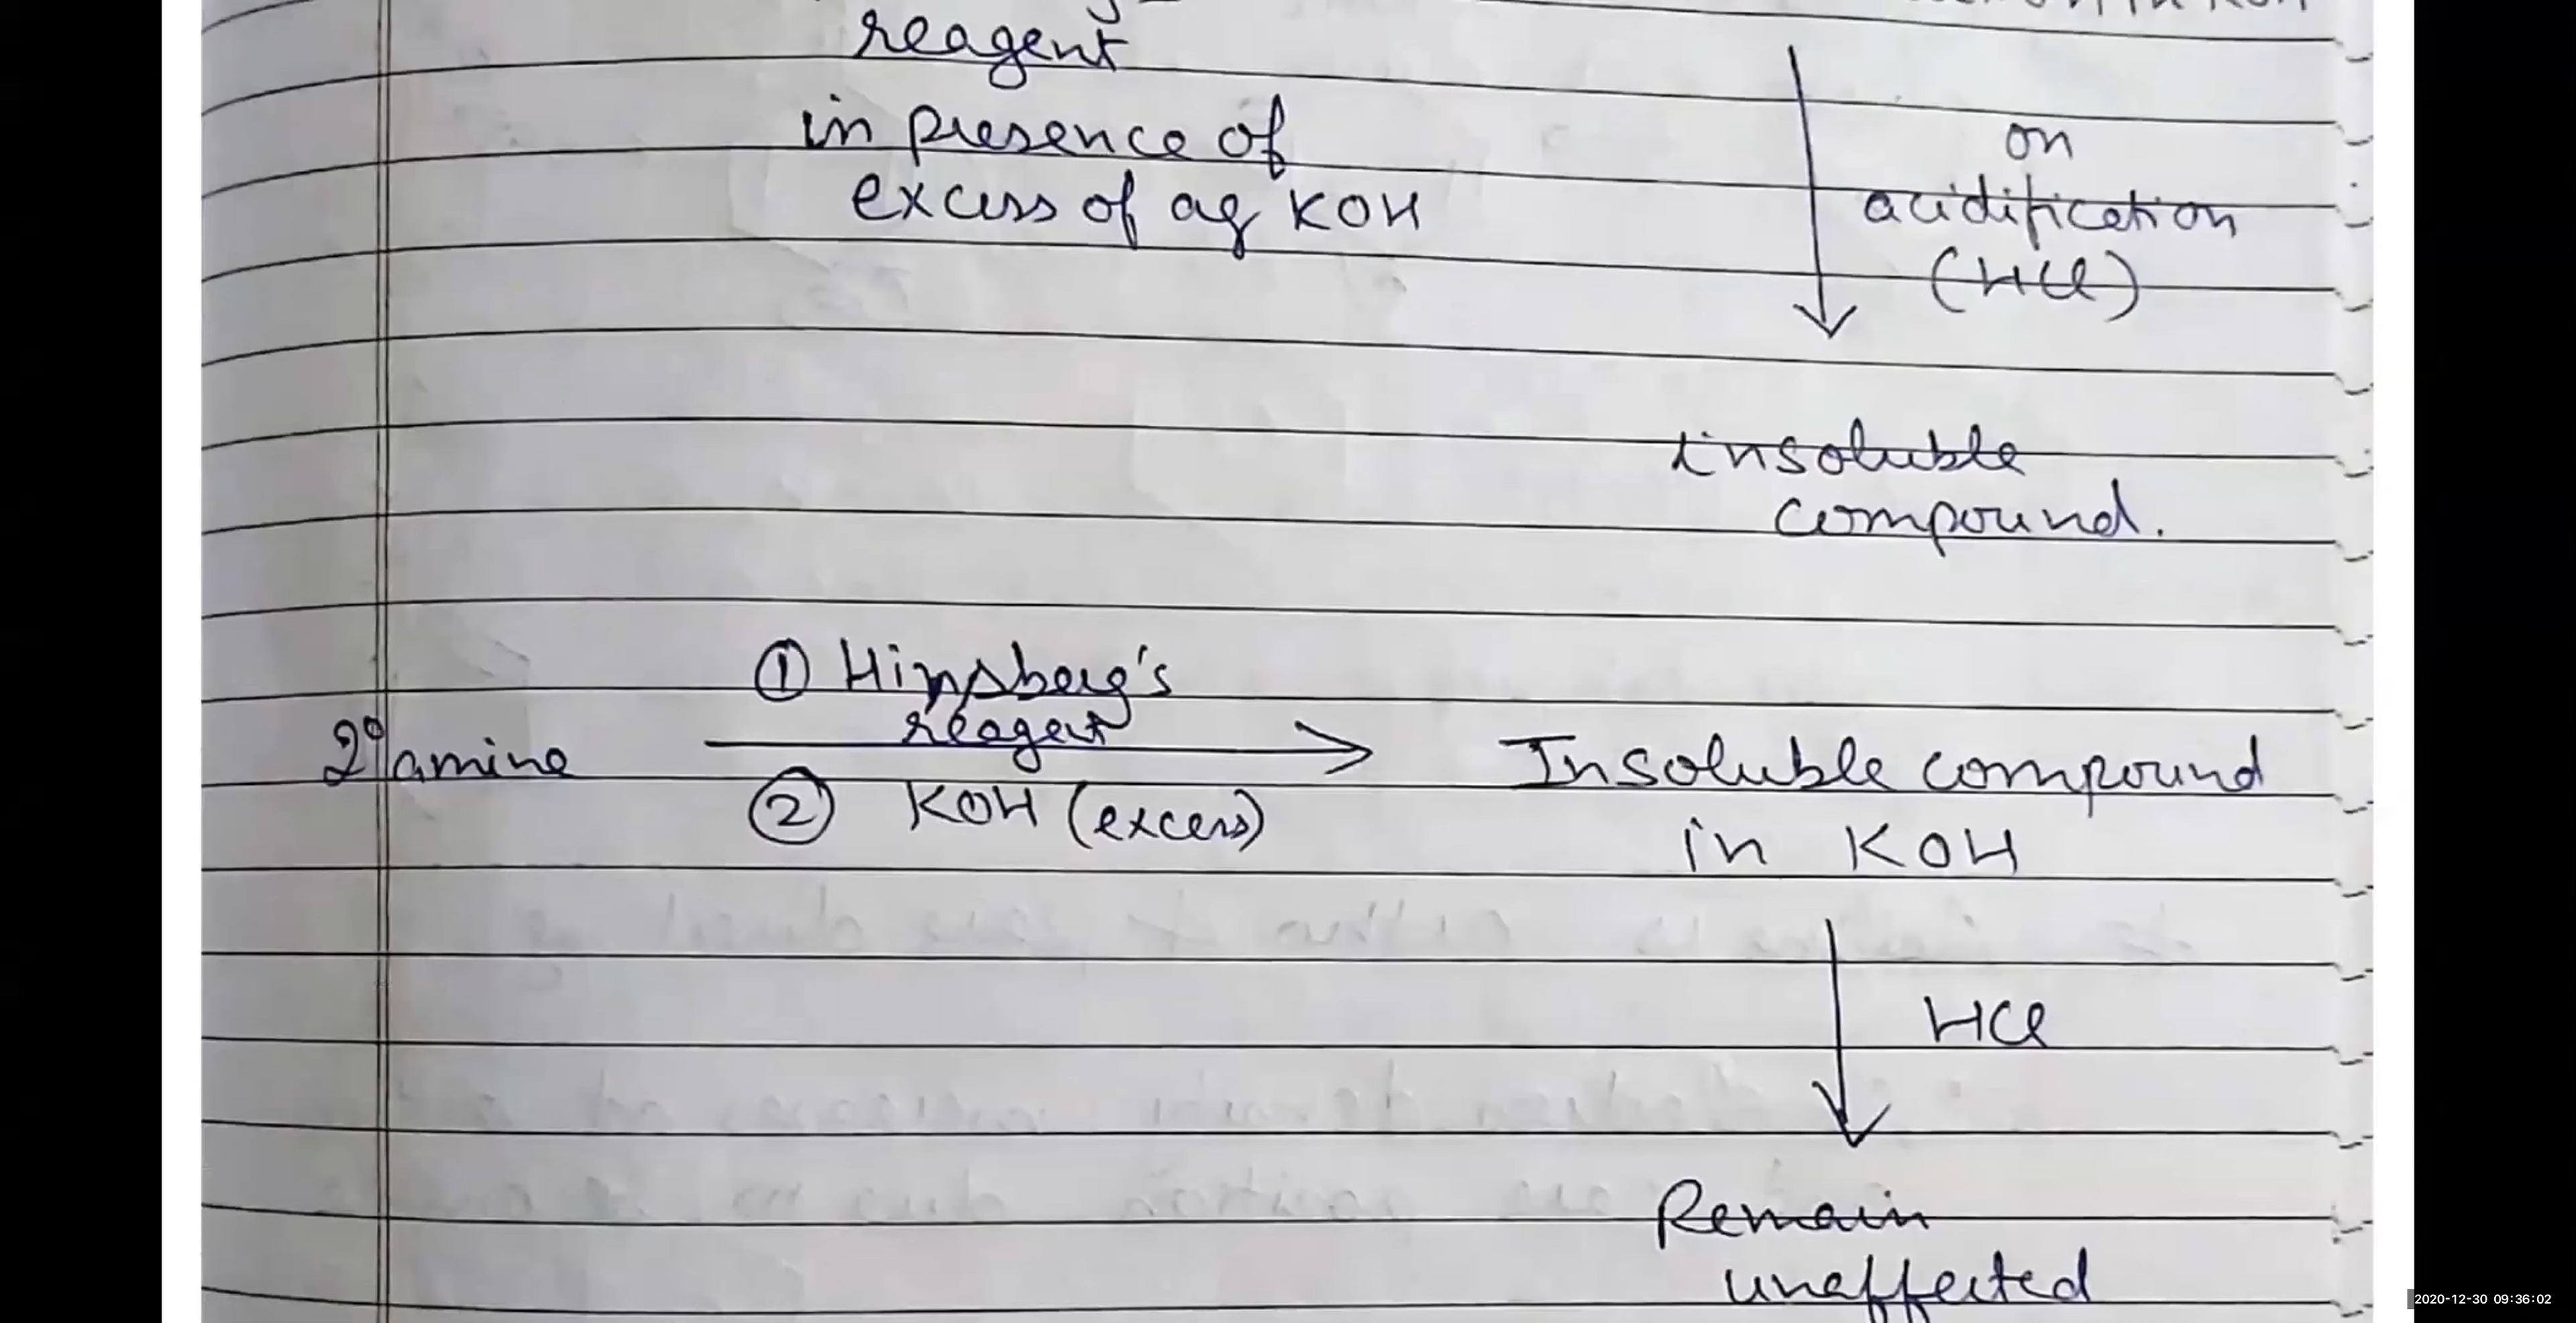 reagent
in presence of
excess of aq KOH
on
acidification
(HCl)
insoluble
compound.
① Hinsberg's
reagent
2° amine
② KOH (excess)
Insoluble compound
in KOH
HCl
Remain
unaffected
2020-12-30 09:36:02